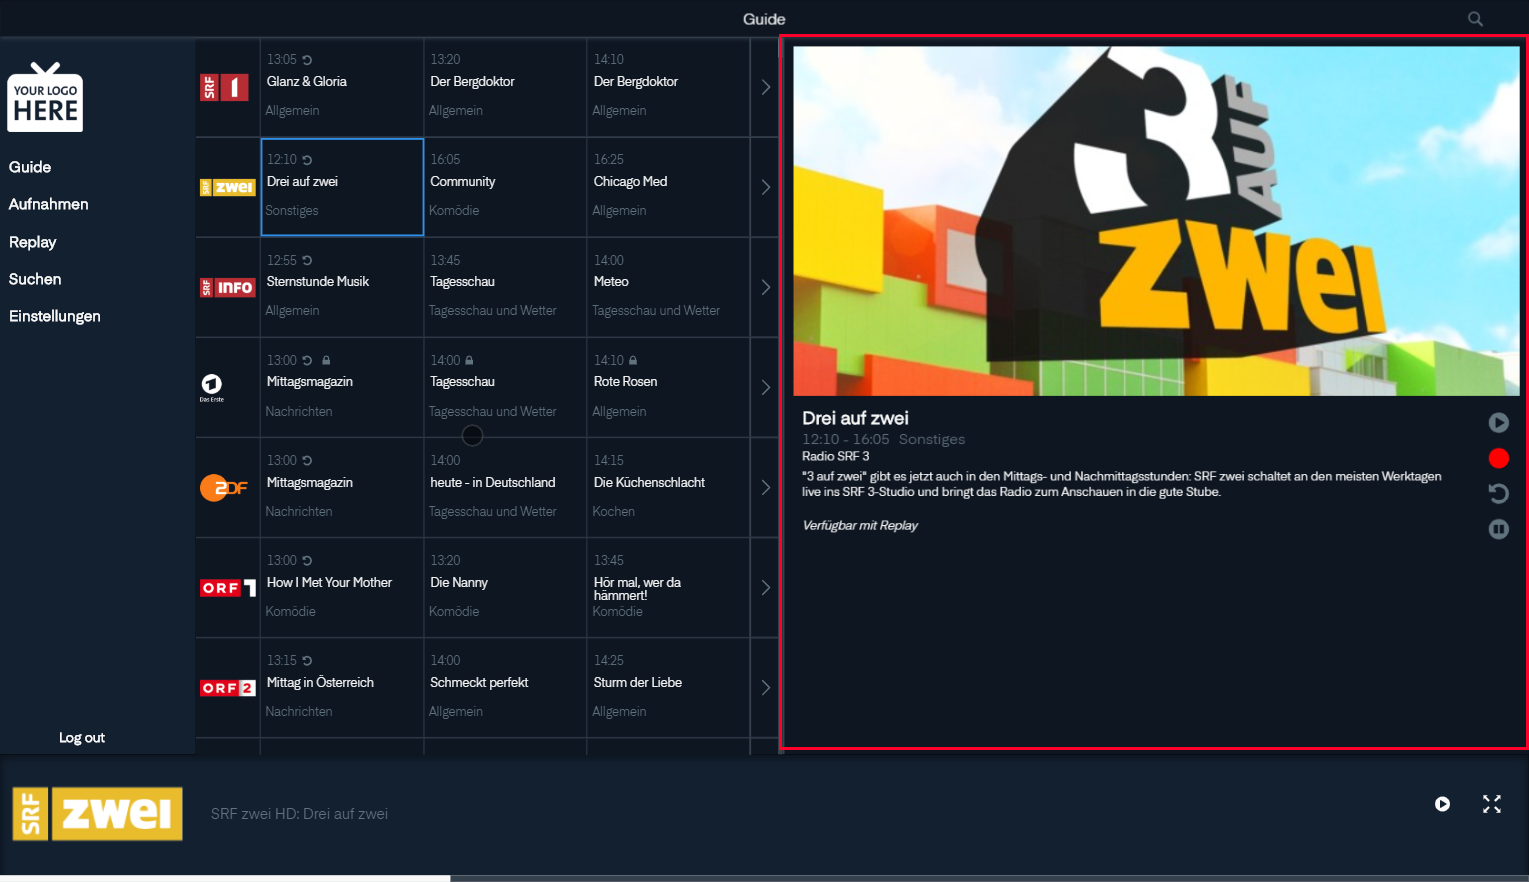 Guide
YOUR LOGO
HERE
Guide
Aufnahmen
Replay
Suchen
Einstellungen
Log out
SRF 1
13:05
Glanz & Gloria
Allgemein
13:20
Der Bergdoktor
Allgemein
14:10
Der Bergdoktor
Allgemein
SRF zwei
12:10
Drei auf zwei
Sonstiges
16:05
Community
Komödie
16:25
Chicago Med
Allgemein
SRF INFO
12:55
Sternstunde Musik
Allgemein
13:45
Tagesschau
Tagesschau und Wetter
14:00
Meteo
Tagesschau und Wetter
1
Das Erste
13:00
Mittagsmagazin
Nachrichten
14:00
Tagesschau
Tagesschau und Wetter
14:10
Rote Rosen
Allgemein
2DF
13:00
Mittagsmagazin
Nachrichten
14:00
heute - in Deutschland
Tagesschau und Wetter
14:15
Die Küchenschlacht
Kochen
ORF 1
13:00
How I Met Your Mother
Komödie
13:20
Die Nanny
Komödie
13:45
Hör mal, wer da
hämmert!
Komödie
ORF 2
13:15
Mittag in Österreich
Nachrichten
14:00
Schmeckt perfekt
Allgemein
14:25
Sturm der Liebe
Allgemein
3 AUF
zwei
Drei auf zwei
12:10 - 16:05 Sonstiges
Radio SRF 3
"3 auf zwei" gibt es jetzt auch in den Mittags- und Nachmittagsstunden: SRF zwei schaltet an den meisten Werktagen
live ins SRF 3-Studio und bringt das Radio zum Anschauen in die gute Stube.
Verfügbar mit Replay
SRF zwei
SRF zwei HD: Drei auf zwei